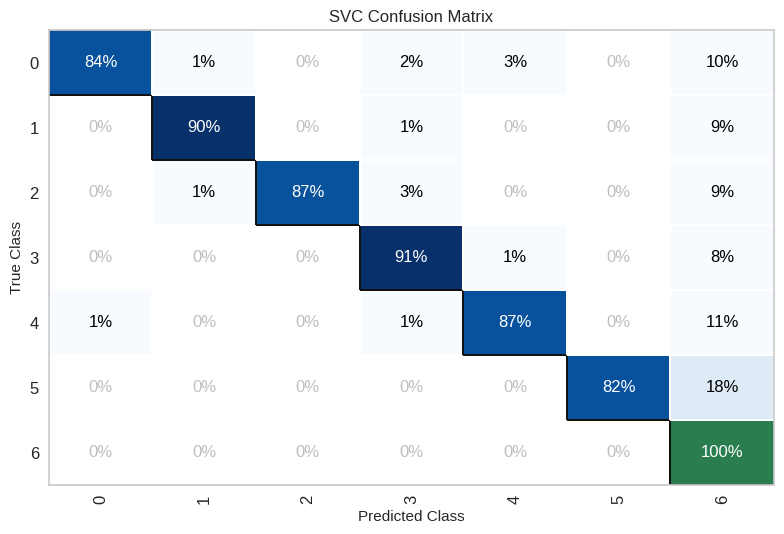 SVC Confusion Matrix
0 84% 1% 0% 2% 3% 0% 10%
1 0% 90% 0% 1% 0% 0% 9%
2 0% 1% 87% 3% 0% 0% 9%
3 0% 0% 0% 91% 1% 0% 8%
4 1% 0% 0% 1% 87% 0% 11%
5 0% 0% 0% 0% 0% 82% 18%
6 0% 0% 0% 0% 0% 0% 100%
True Class
0 1 2 3 4 5 6
Predicted Class